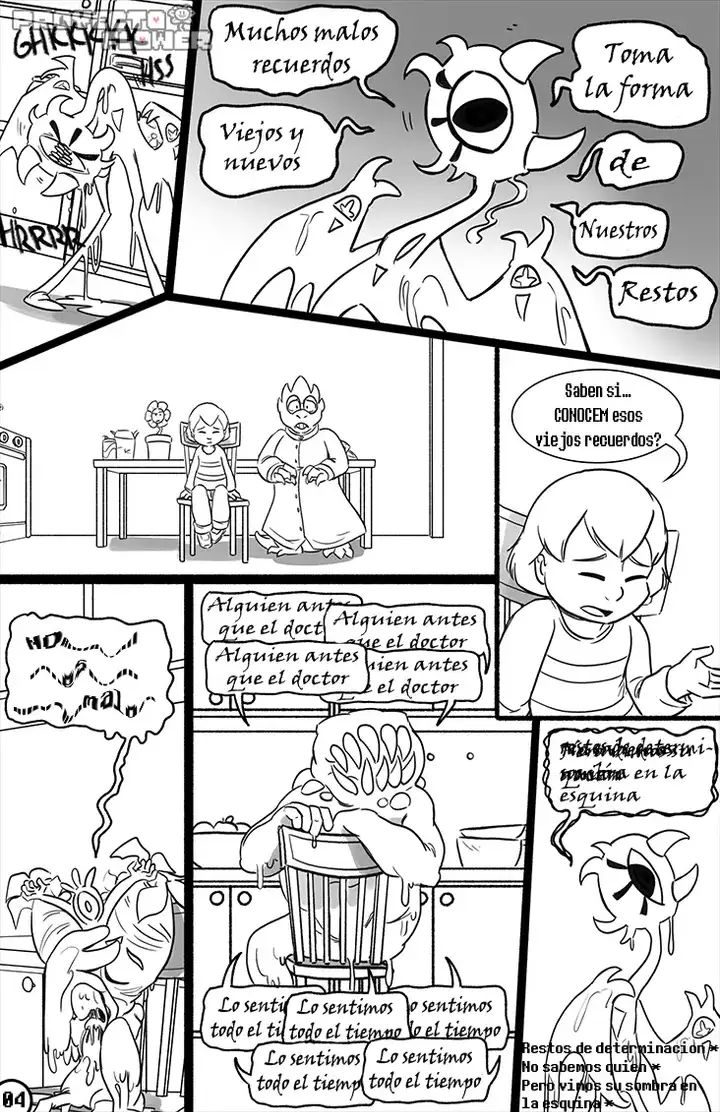 GHKKKKK
HSS
HRRRR
Muchos malos
recuerdos
Viejos y
nuevos
Toma
la forma
de
Nuestros
Restos
Saben si...
CONOCEM esos
viejos recuerdos?
NO
malo
Alguien antes
que el doctor
Alguien antes
que el doctor
Alguien antes
que el doctor
Alguien antes
que el doctor
Lo sentimos
todo el tiempo
Lo sentimos
todo el tiempo
Lo sentimos
todo el tiempo
Lo sentimos
todo el tiempo
Lo sentimos
todo el tiempo
en la
esquina
Restos de determinacion *
No sabemos quien *
Pero vimos su sombra en
la esquina *
04